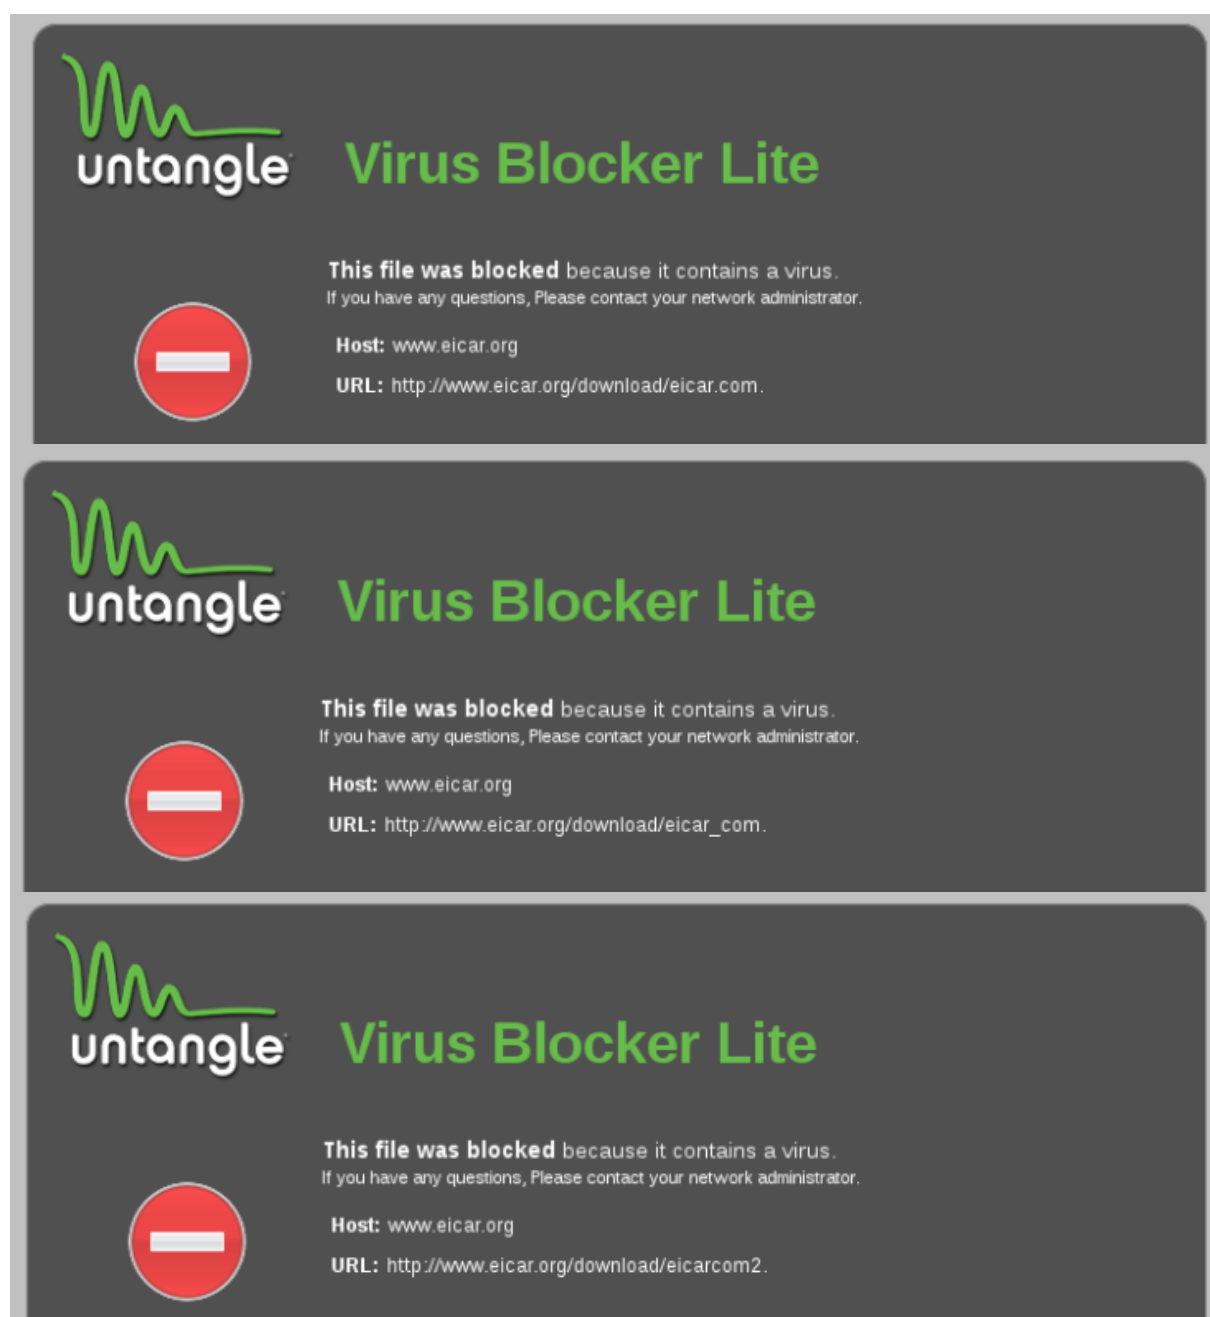 untangle
Virus Blocker Lite
This file was blocked because it contains a virus.
If you have any questions, Please contact your network administrator.
Host: www.eicar.org
URL: http://www.eicar.org/download/eicar.com.
untangle
Virus Blocker Lite
This file was blocked because it contains a virus.
If you have any questions, Please contact your network administrator.
Host: www.eicar.org
URL: http://www.eicar.org/download/eicar_com.
untangle
Virus Blocker Lite
This file was blocked because it contains a virus.
If you have any questions, Please contact your network administrator.
Host: www.eicar.org
URL: http://www.eicar.org/download/eicarcom2.